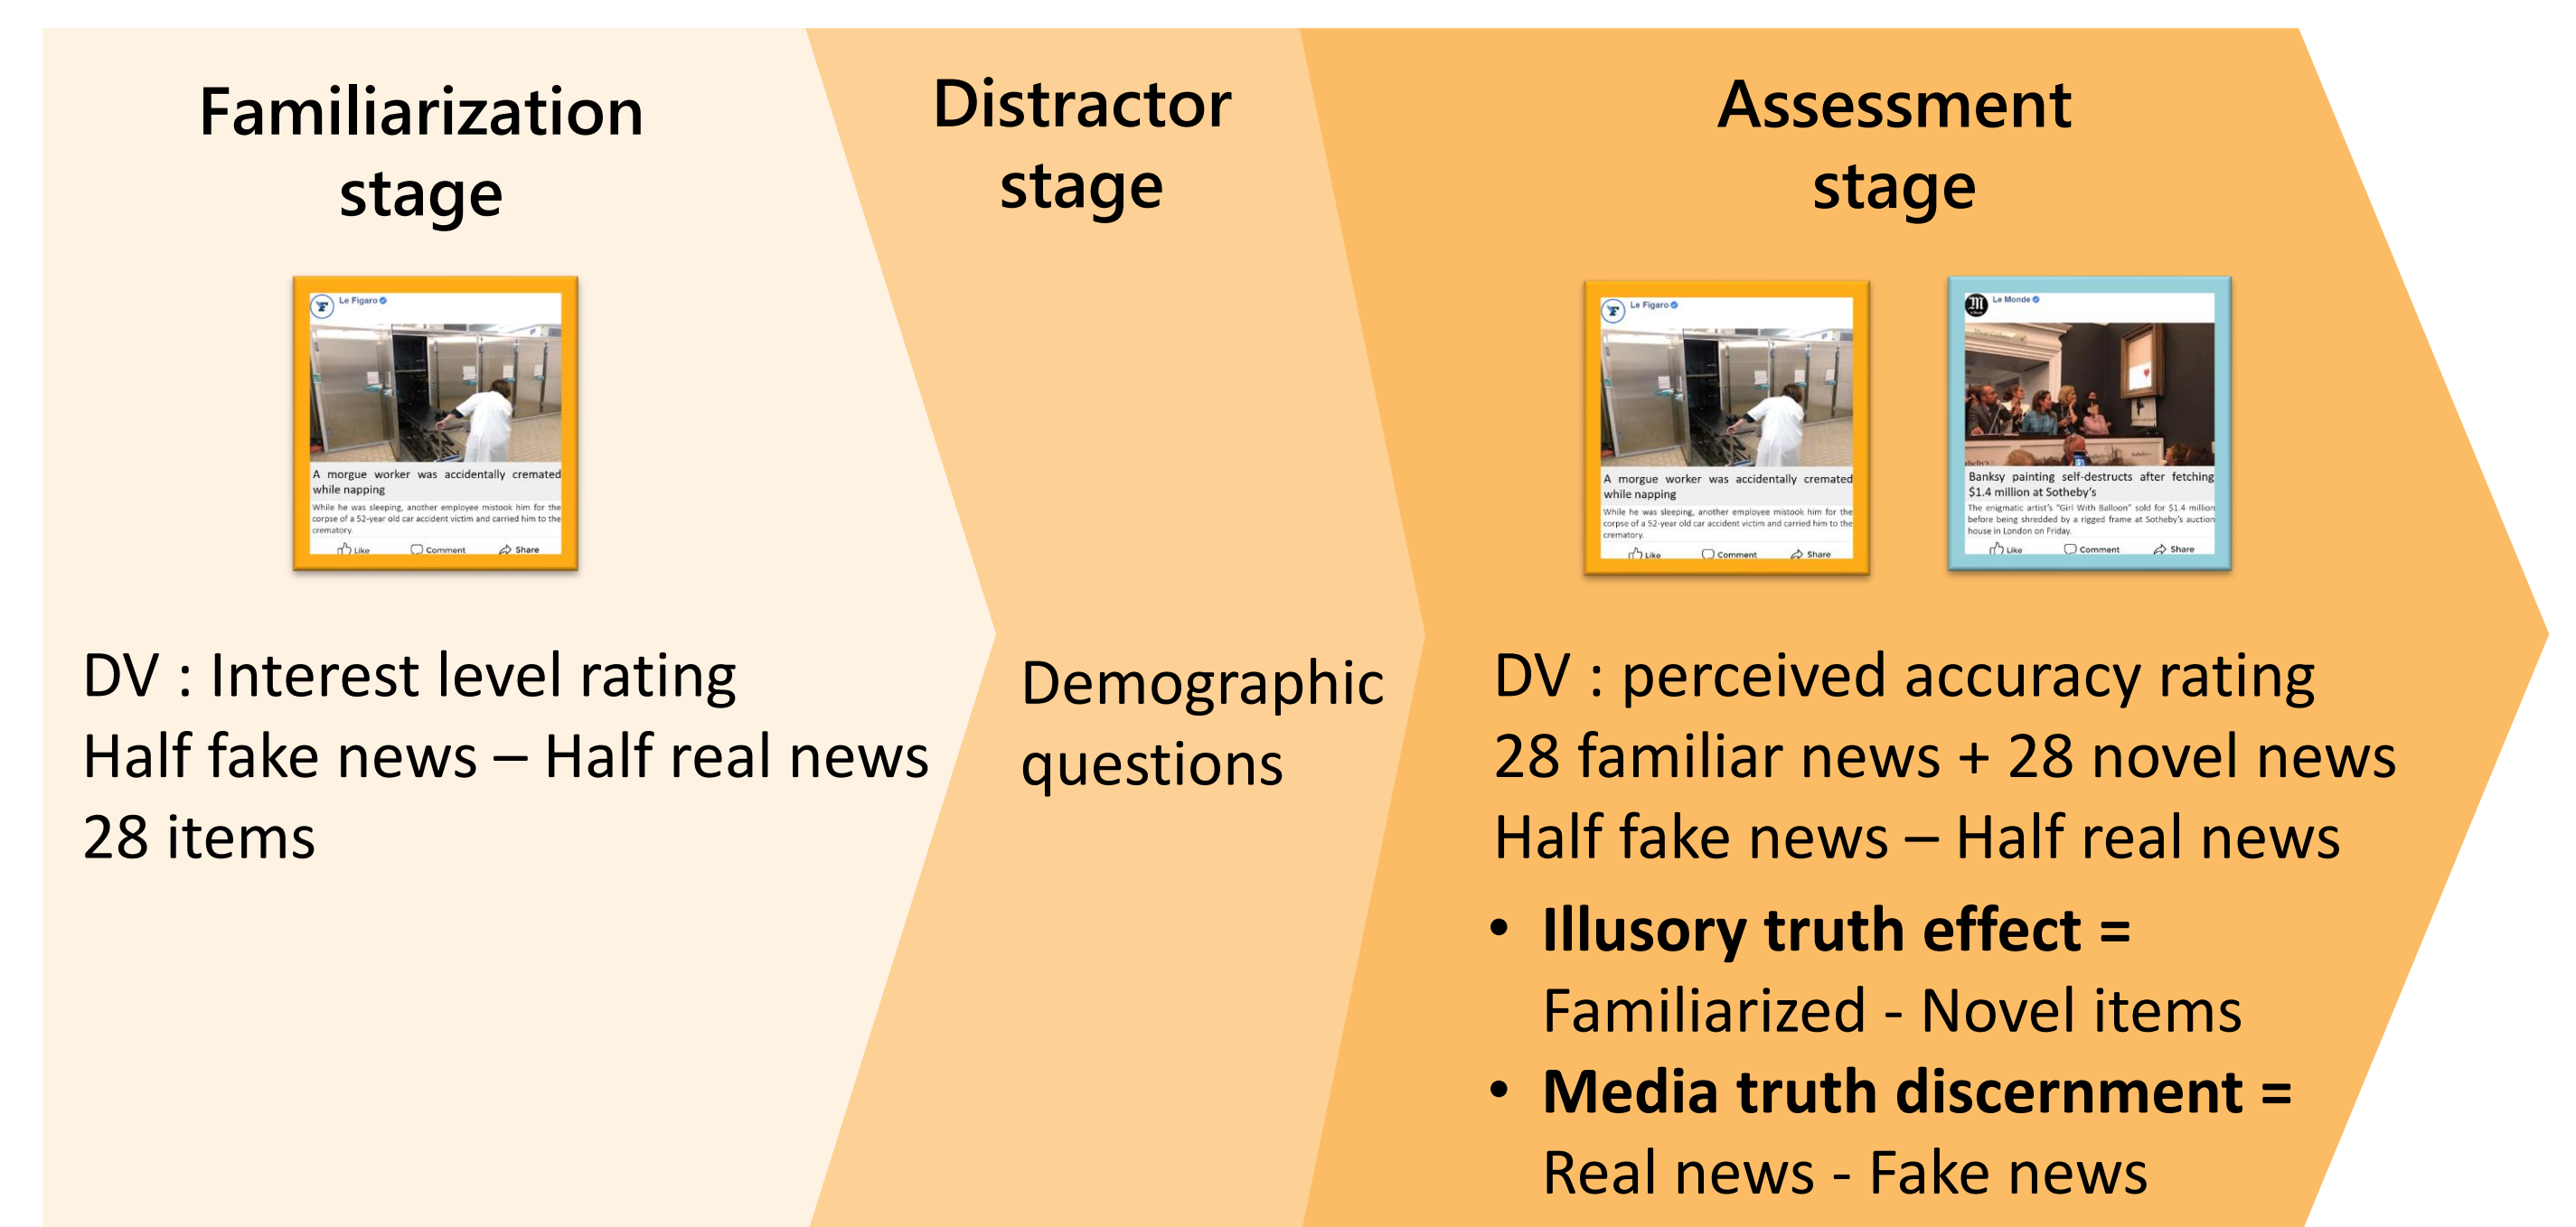 Familiarization
stage
Le Figaro
A morgue worker was accidentally cremated
while napping
While he was sleeping, another employee mistook him for the
corpse of a 52-year old car accident victim and carried him to the
crematory.
Like Comment Share
DV : Interest level rating
Half fake news – Half real news
28 items
Distractor
stage
Demographic
questions
Assessment
stage
Le Figaro
A morgue worker was accidentally cremated
while napping
While he was sleeping, another employee mistook him for the
corpse of a 52-year old car accident victim and carried him to the
crematory.
Like Comment Share
Le Monde
Banksy painting self-destructs after fetching
$1.4 million at Sotheby's
The enigmatic artist's "Girl With Balloon" sold for $1.4 million
before being shredded by a rigged frame at Sotheby's auction
house in London on Friday.
Like Comment Share
DV : perceived accuracy rating
28 familiar news + 28 novel news
Half fake news – Half real news
• Illusory truth effect =
Familiarized - Novel items
• Media truth discernment =
Real news - Fake news